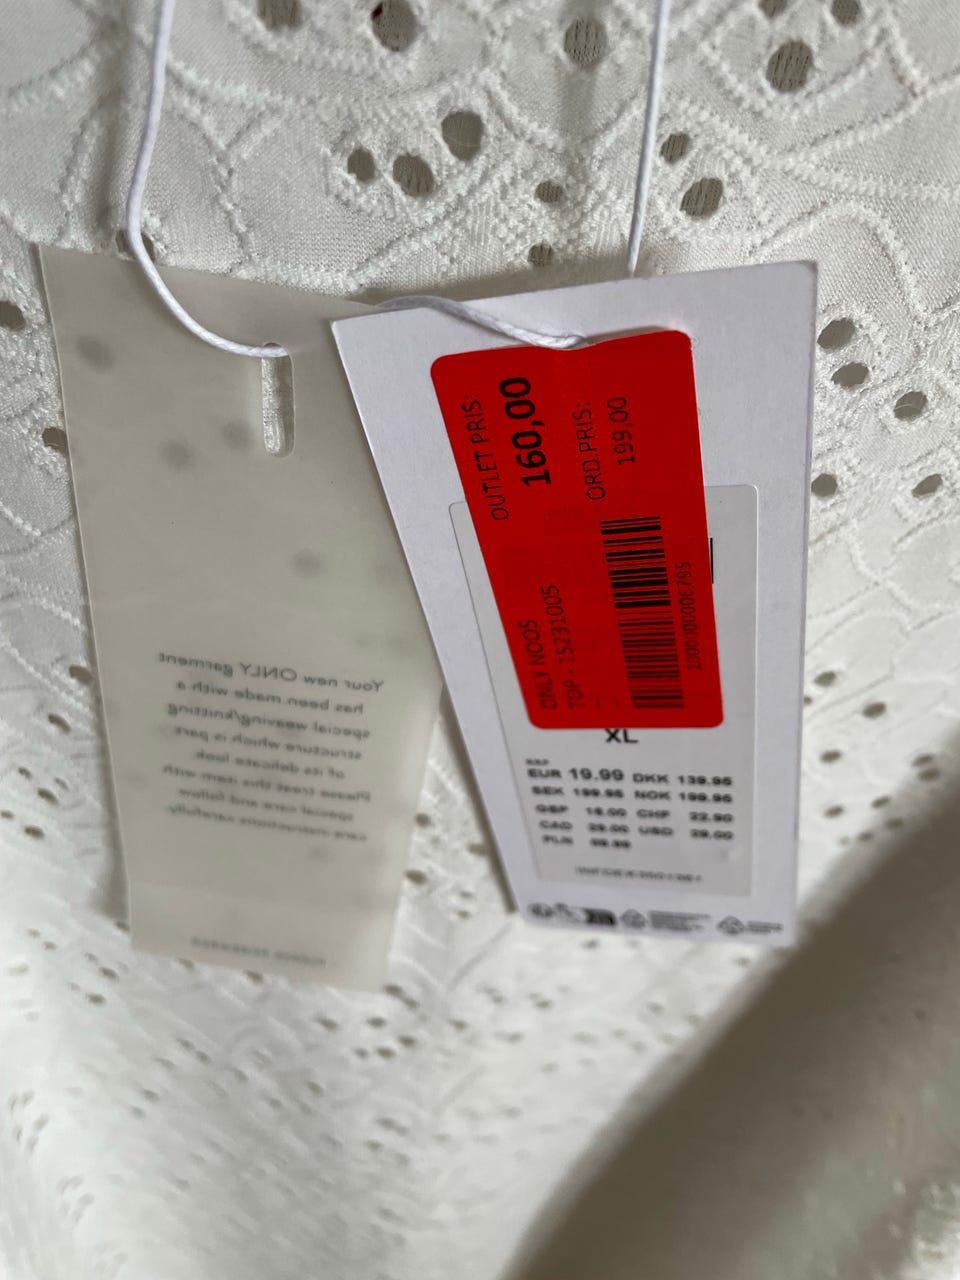 Your new ONLY garment
has been made with a
special weaving/knitting
structure which is part
of its delicate look.
Please treat this item with
special care and follow
care instructions carefully.
OUTLET PRIS:
160,00
ORD.PRIS:
199,00
ONLY NOOS
TOP - 15231005
-
-
1000000006795
XL
RRP
EUR 19.99 DKK 139.95
SEK 199.95 NOK 199.95
GBP 18.00 CHF 22.90
CAD 29.00 USD 29.00
PLN